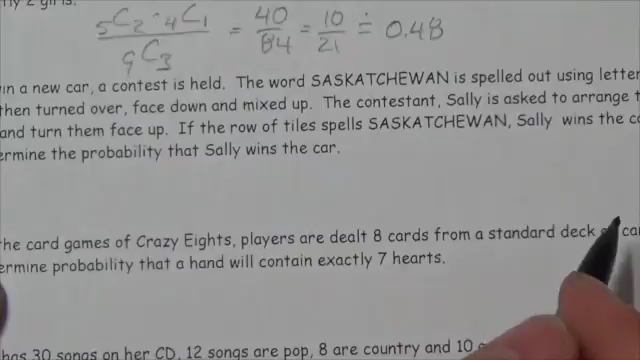 5C2 · 4C1 / 9C3 = 40/84 = 10/21 ≐ 0.48
in a new car, a contest is held. The word SASKATCHEWAN is spelled out using letter
then turned over, face down and mixed up. The contestant, Sally is asked to arrange t
and turn them face up. If the row of tiles spells SASKATCHEWAN, Sally wins the c
ermine the probability that Sally wins the car.
he card games of Crazy Eights, players are dealt 8 cards from a standard deck
ermine probability that a hand will contain exactly 7 hearts.
has 30 songs on her CD, 12 songs are pop, 8 are country and 10